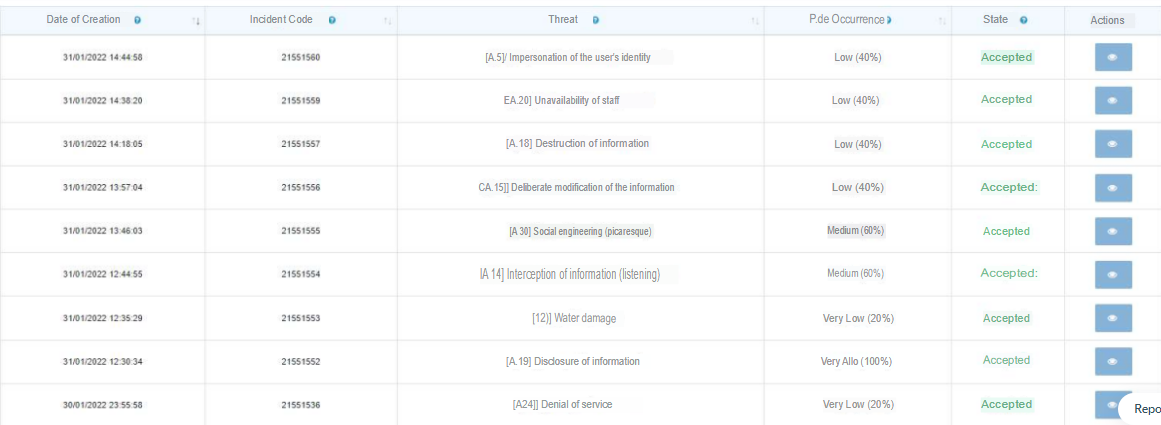 Date of Creation Incident Code Threat P.de Occurrence State Actions
31/01/2022 14:44:58 21551560 [A.5]/ Impersonation of the user's identity Low (40%) Accepted
31/01/2022 14:38:20 21551559 EA.20] Unavailability of staff Low (40%) Accepted
31/01/2022 14:18:05 21551557 [A.18] Destruction of information Low (40%) Accepted
31/01/2022 13:57:04 21551556 CA.15]] Deliberate modification of the information Low (40%) Accepted:
31/01/2022 13:46:03 21551555 [A 30] Social engineering (picaresque) Medium (60%) Accepted
31/01/2022 12:44:55 21551554 IA 14] Interception of information (listening) Medium (60%) Accepted:
31/01/2022 12:35:29 21551553 [12)] Water damage Very Low (20%) Accepted
31/01/2022 12:30:34 21551552 [A.19] Disclosure of information Very Allo (100%) Accepted
30/01/2022 23:55:58 21551536 [A24]] Denial of service Very Low (20%) Accepted
Repo